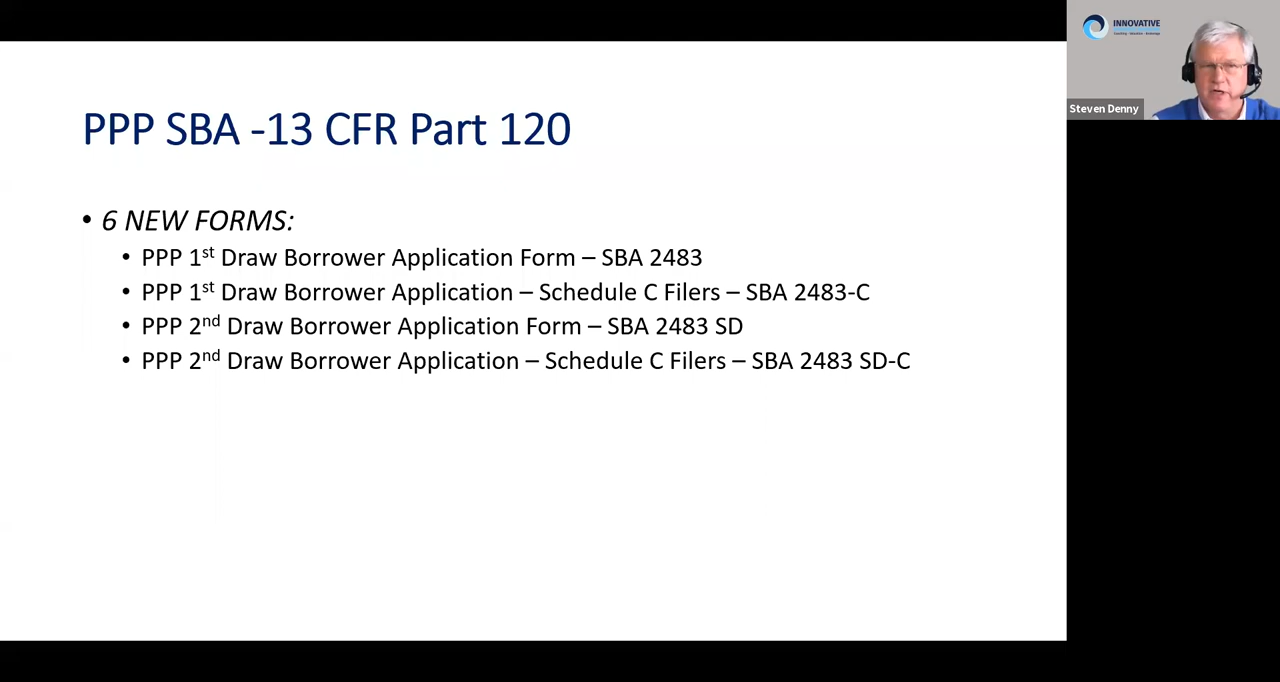 PPP SBA -13 CFR Part 120
• 6 NEW FORMS:
• PPP 1st Draw Borrower Application Form – SBA 2483
• PPP 1st Draw Borrower Application – Schedule C Filers – SBA 2483-C
• PPP 2nd Draw Borrower Application Form – SBA 2483 SD
• PPP 2nd Draw Borrower Application – Schedule C Filers – SBA 2483 SD-C
INNOVATIVE
Steven Denny